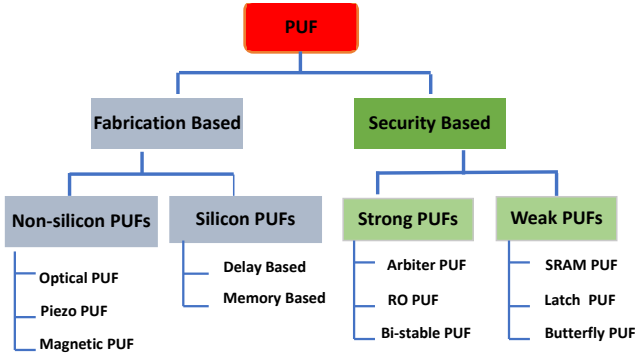 PUF
Fabrication Based
Security Based
Non-silicon PUFs
Silicon PUFs
Strong PUFs
Weak PUFs
Optical PUF
Piezo PUF
Magnetic PUF
Delay Based
Memory Based
Arbiter PUF
RO PUF
Bi-stable PUF
SRAM PUF
Latch PUF
Butterfly PUF